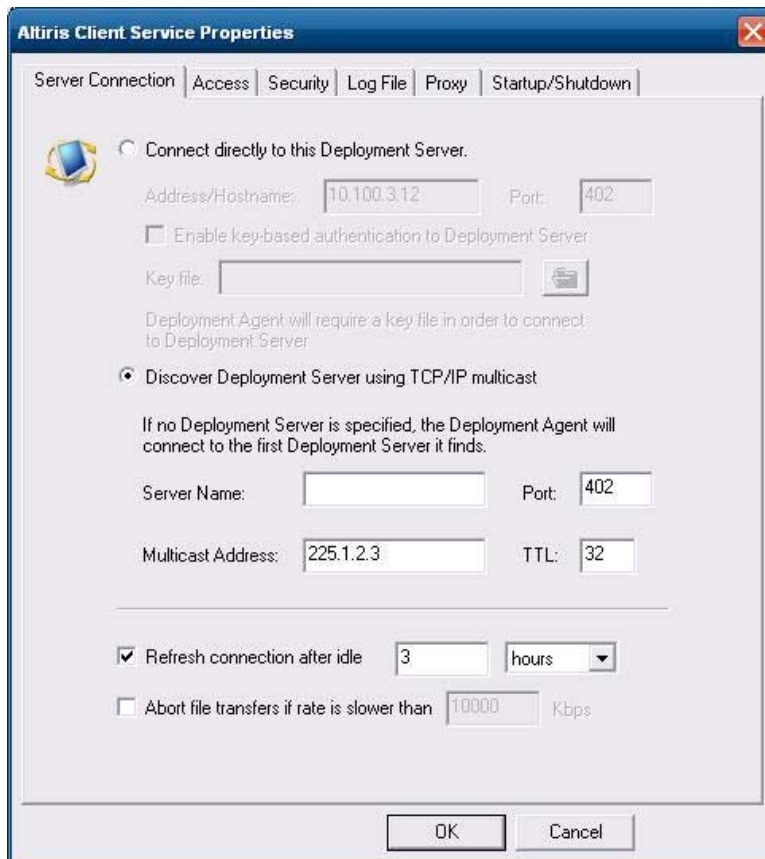 Altiris Client Service Properties
Server Connection Access Security Log File Proxy Startup/Shutdown
Connect directly to this Deployment Server.
Address/Hostname: 10.100.3.12 Port: 402
Enable key-based authentication to Deployment Server
Key file:
Deployment Agent will require a key file in order to connect
to Deployment Server
Discover Deployment Server using TCP/IP multicast
If no Deployment Server is specified, the Deployment Agent will
connect to the first Deployment Server it finds.
Server Name: Port: 402
Multicast Address: 225.1.2.3 TTL: 32
Refresh connection after idle 3 hours
Abort file transfers if rate is slower than 10000 Kbps
OK Cancel